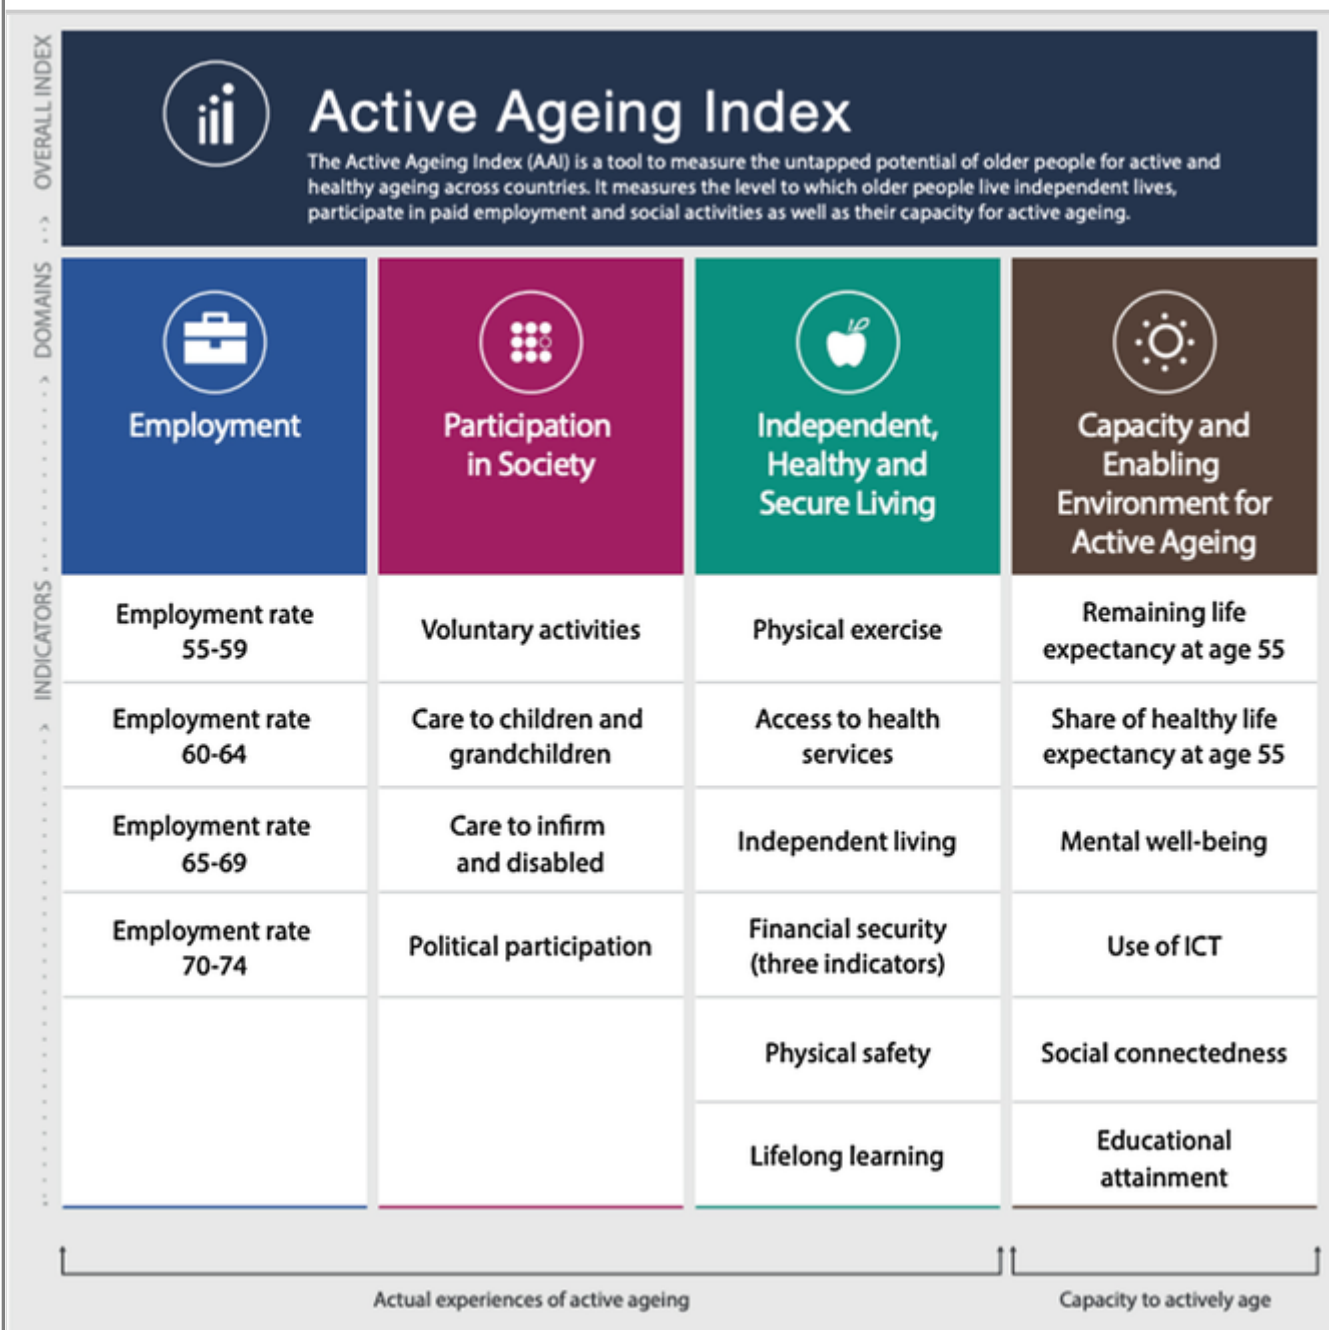 OVERALL INDEX
Active Ageing Index
The Active Ageing Index (AAI) is a tool to measure the untapped potential of older people for active and
healthy ageing across countries. It measures the level to which older people live independent lives,
participate in paid employment and social activities as well as their capacity for active ageing.
DOMAINS
Employment
Participation
in Society
Independent,
Healthy and
Secure Living
Capacity and
Enabling
Environment for
Active Ageing
INDICATORS
Employment rate
55-59
Voluntary activities
Physical exercise
Remaining life
expectancy at age 55
Employment rate
60-64
Care to children and
grandchildren
Access to health
services
Share of healthy life
expectancy at age 55
Employment rate
65-69
Care to infirm
and disabled
Independent living
Mental well-being
Employment rate
70-74
Political participation
Financial security
(three indicators)
Use of ICT
Physical safety
Social connectedness
Lifelong learning
Educational
attainment
Actual experiences of active ageing
Capacity to actively age